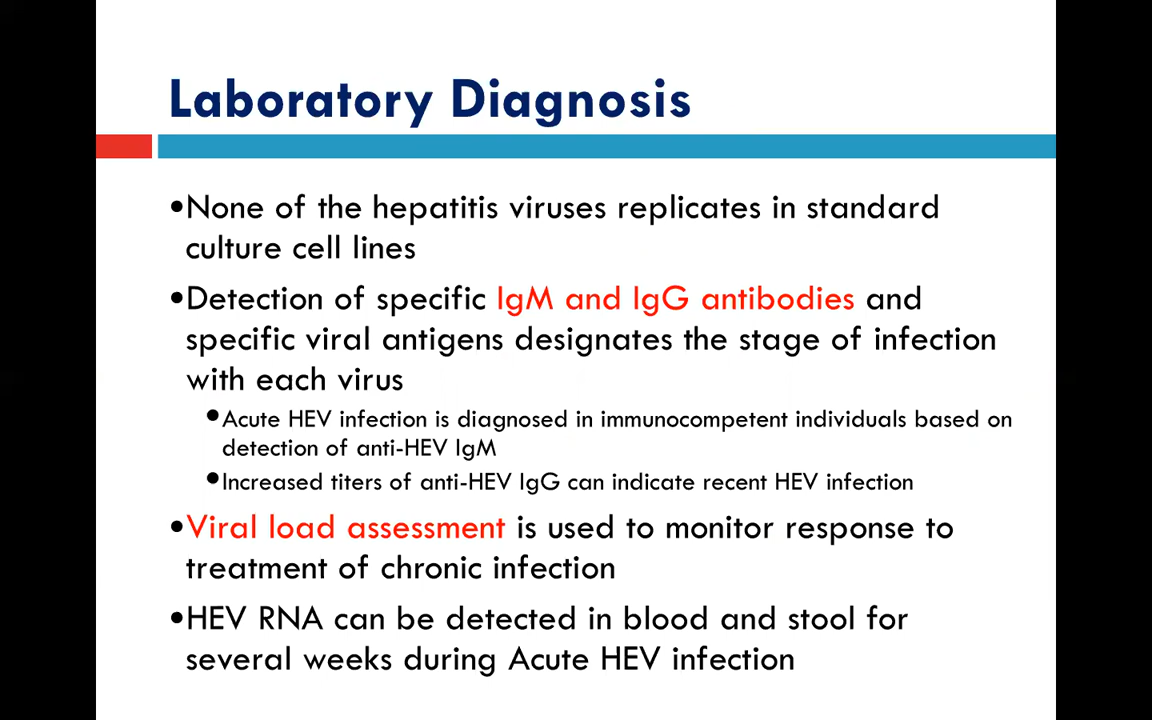 Laboratory Diagnosis
•None of the hepatitis viruses replicates in standard
culture cell lines
•Detection of specific IgM and IgG antibodies and
specific viral antigens designates the stage of infection
with each virus
•Acute HEV infection is diagnosed in immunocompetent individuals based on
detection of anti-HEV IgM
•Increased titers of anti-HEV IgG can indicate recent HEV infection
•Viral load assessment is used to monitor response to
treatment of chronic infection
•HEV RNA can be detected in blood and stool for
several weeks during Acute HEV infection